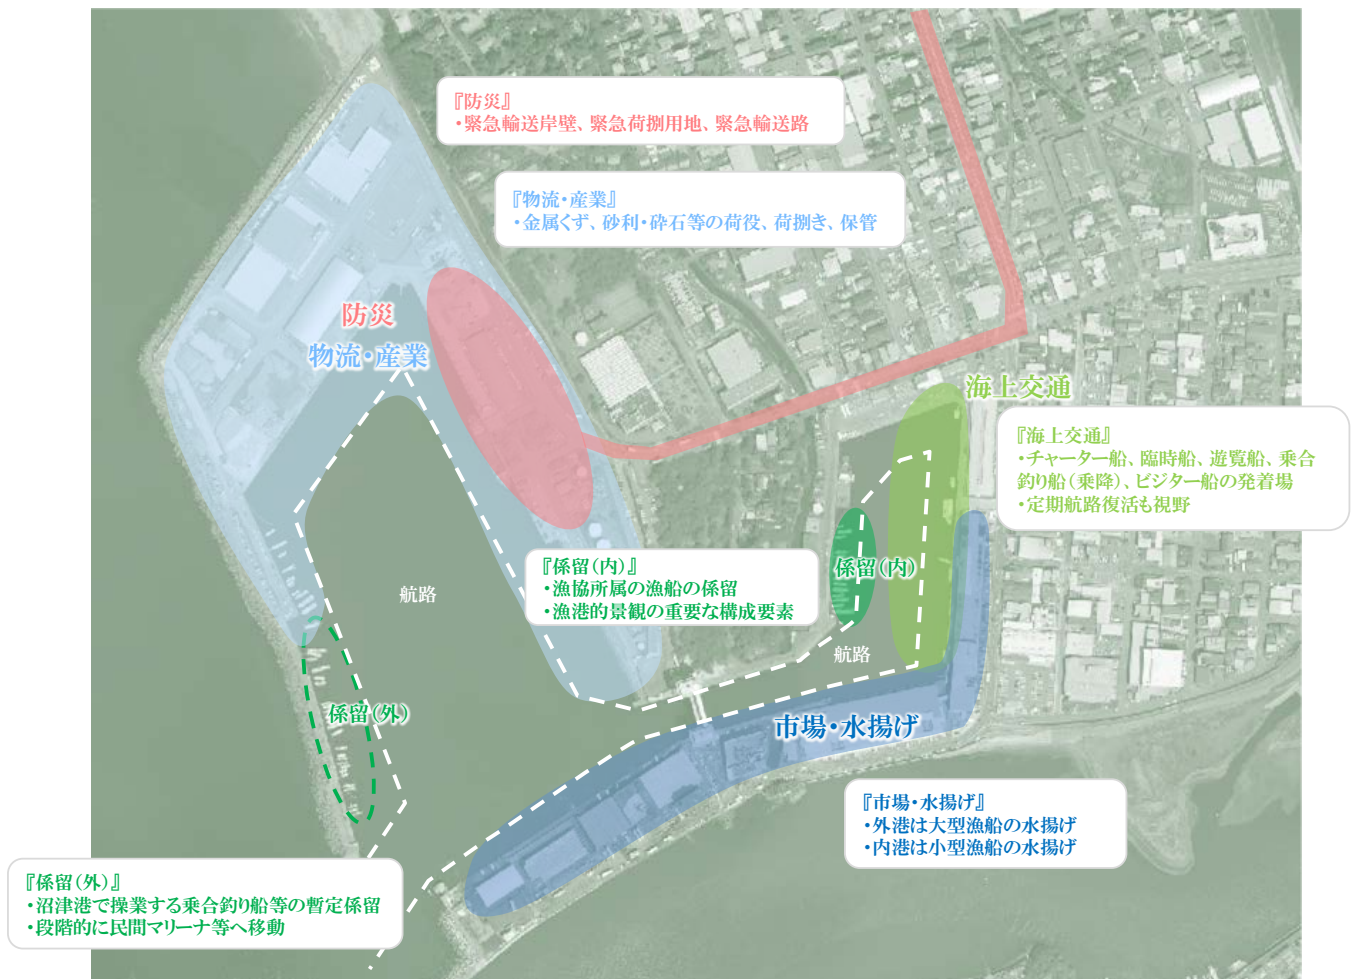 『防災』
・緊急輸送岸壁、緊急荷捌用地、緊急輸送路
『物流・産業』
・金属くず、砂利・砕石等の荷役、荷捌き、保管
防災
物流・産業
海上交通
『海上交通』
・チャーター船、臨時船、遊覧船、乗合
釣り船（乗降）、ビジター船の発着場
・定期航路復活も視野
『係留（内）』
・漁協所属の漁船の係留
・漁港的景観の重要な構成要素
係留（内）
航路
航路
係留（外）
市場・水揚げ
『市場・水揚げ』
・外港は大型漁船の水揚げ
・内港は小型漁船の水揚げ
『係留（外）』
・沼津港で操業する乗合釣り船等の暫定係留
・段階的に民間マリーナ等へ移動